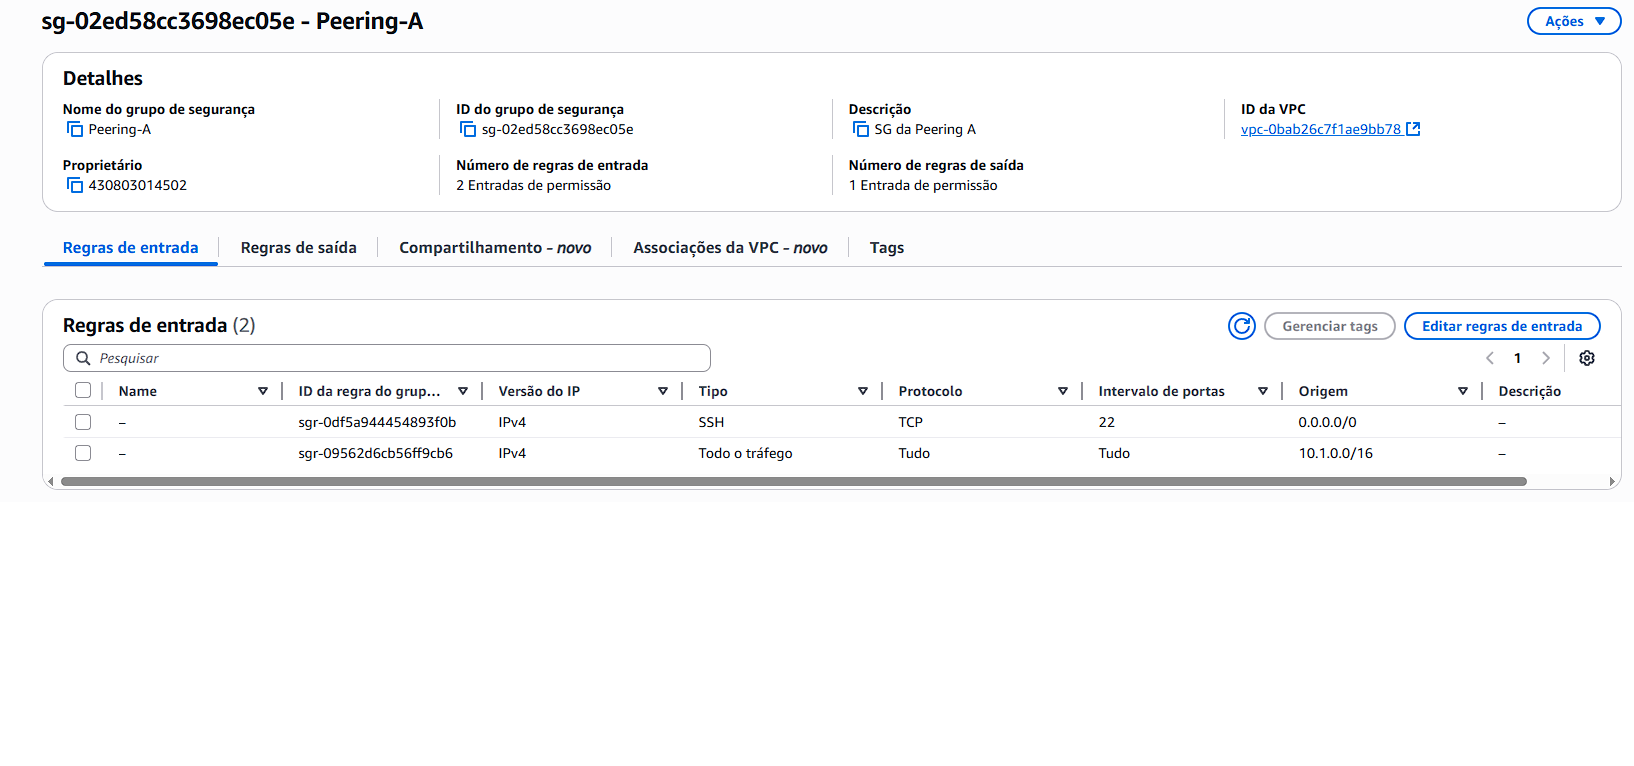 sg-02ed58cc3698ec05e - Peering-A
Ações
Detalhes
Nome do grupo de segurança
Peering-A
ID do grupo de segurança
sg-02ed58cc3698ec05e
Descrição
SG da Peering A
ID da VPC
vpc-0bab26c7f1ae9bb78
Proprietário
430803014502
Número de regras de entrada
2 Entradas de permissão
Número de regras de saída
1 Entrada de permissão
Regras de entrada
Regras de saída
Compartilhamento - novo
Associações da VPC - novo
Tags
Regras de entrada (2)
Gerenciar tags
Editar regras de entrada
Pesquisar
1
Name ID da regra do grup... Versão do IP Tipo Protocolo Intervalo de portas Origem Descrição
– sgr-0df5a944454893f0b IPv4 SSH TCP 22 0.0.0.0/0 –
– sgr-09562d6cb56ff9cb6 IPv4 Todo o tráfego Tudo Tudo 10.1.0.0/16 –